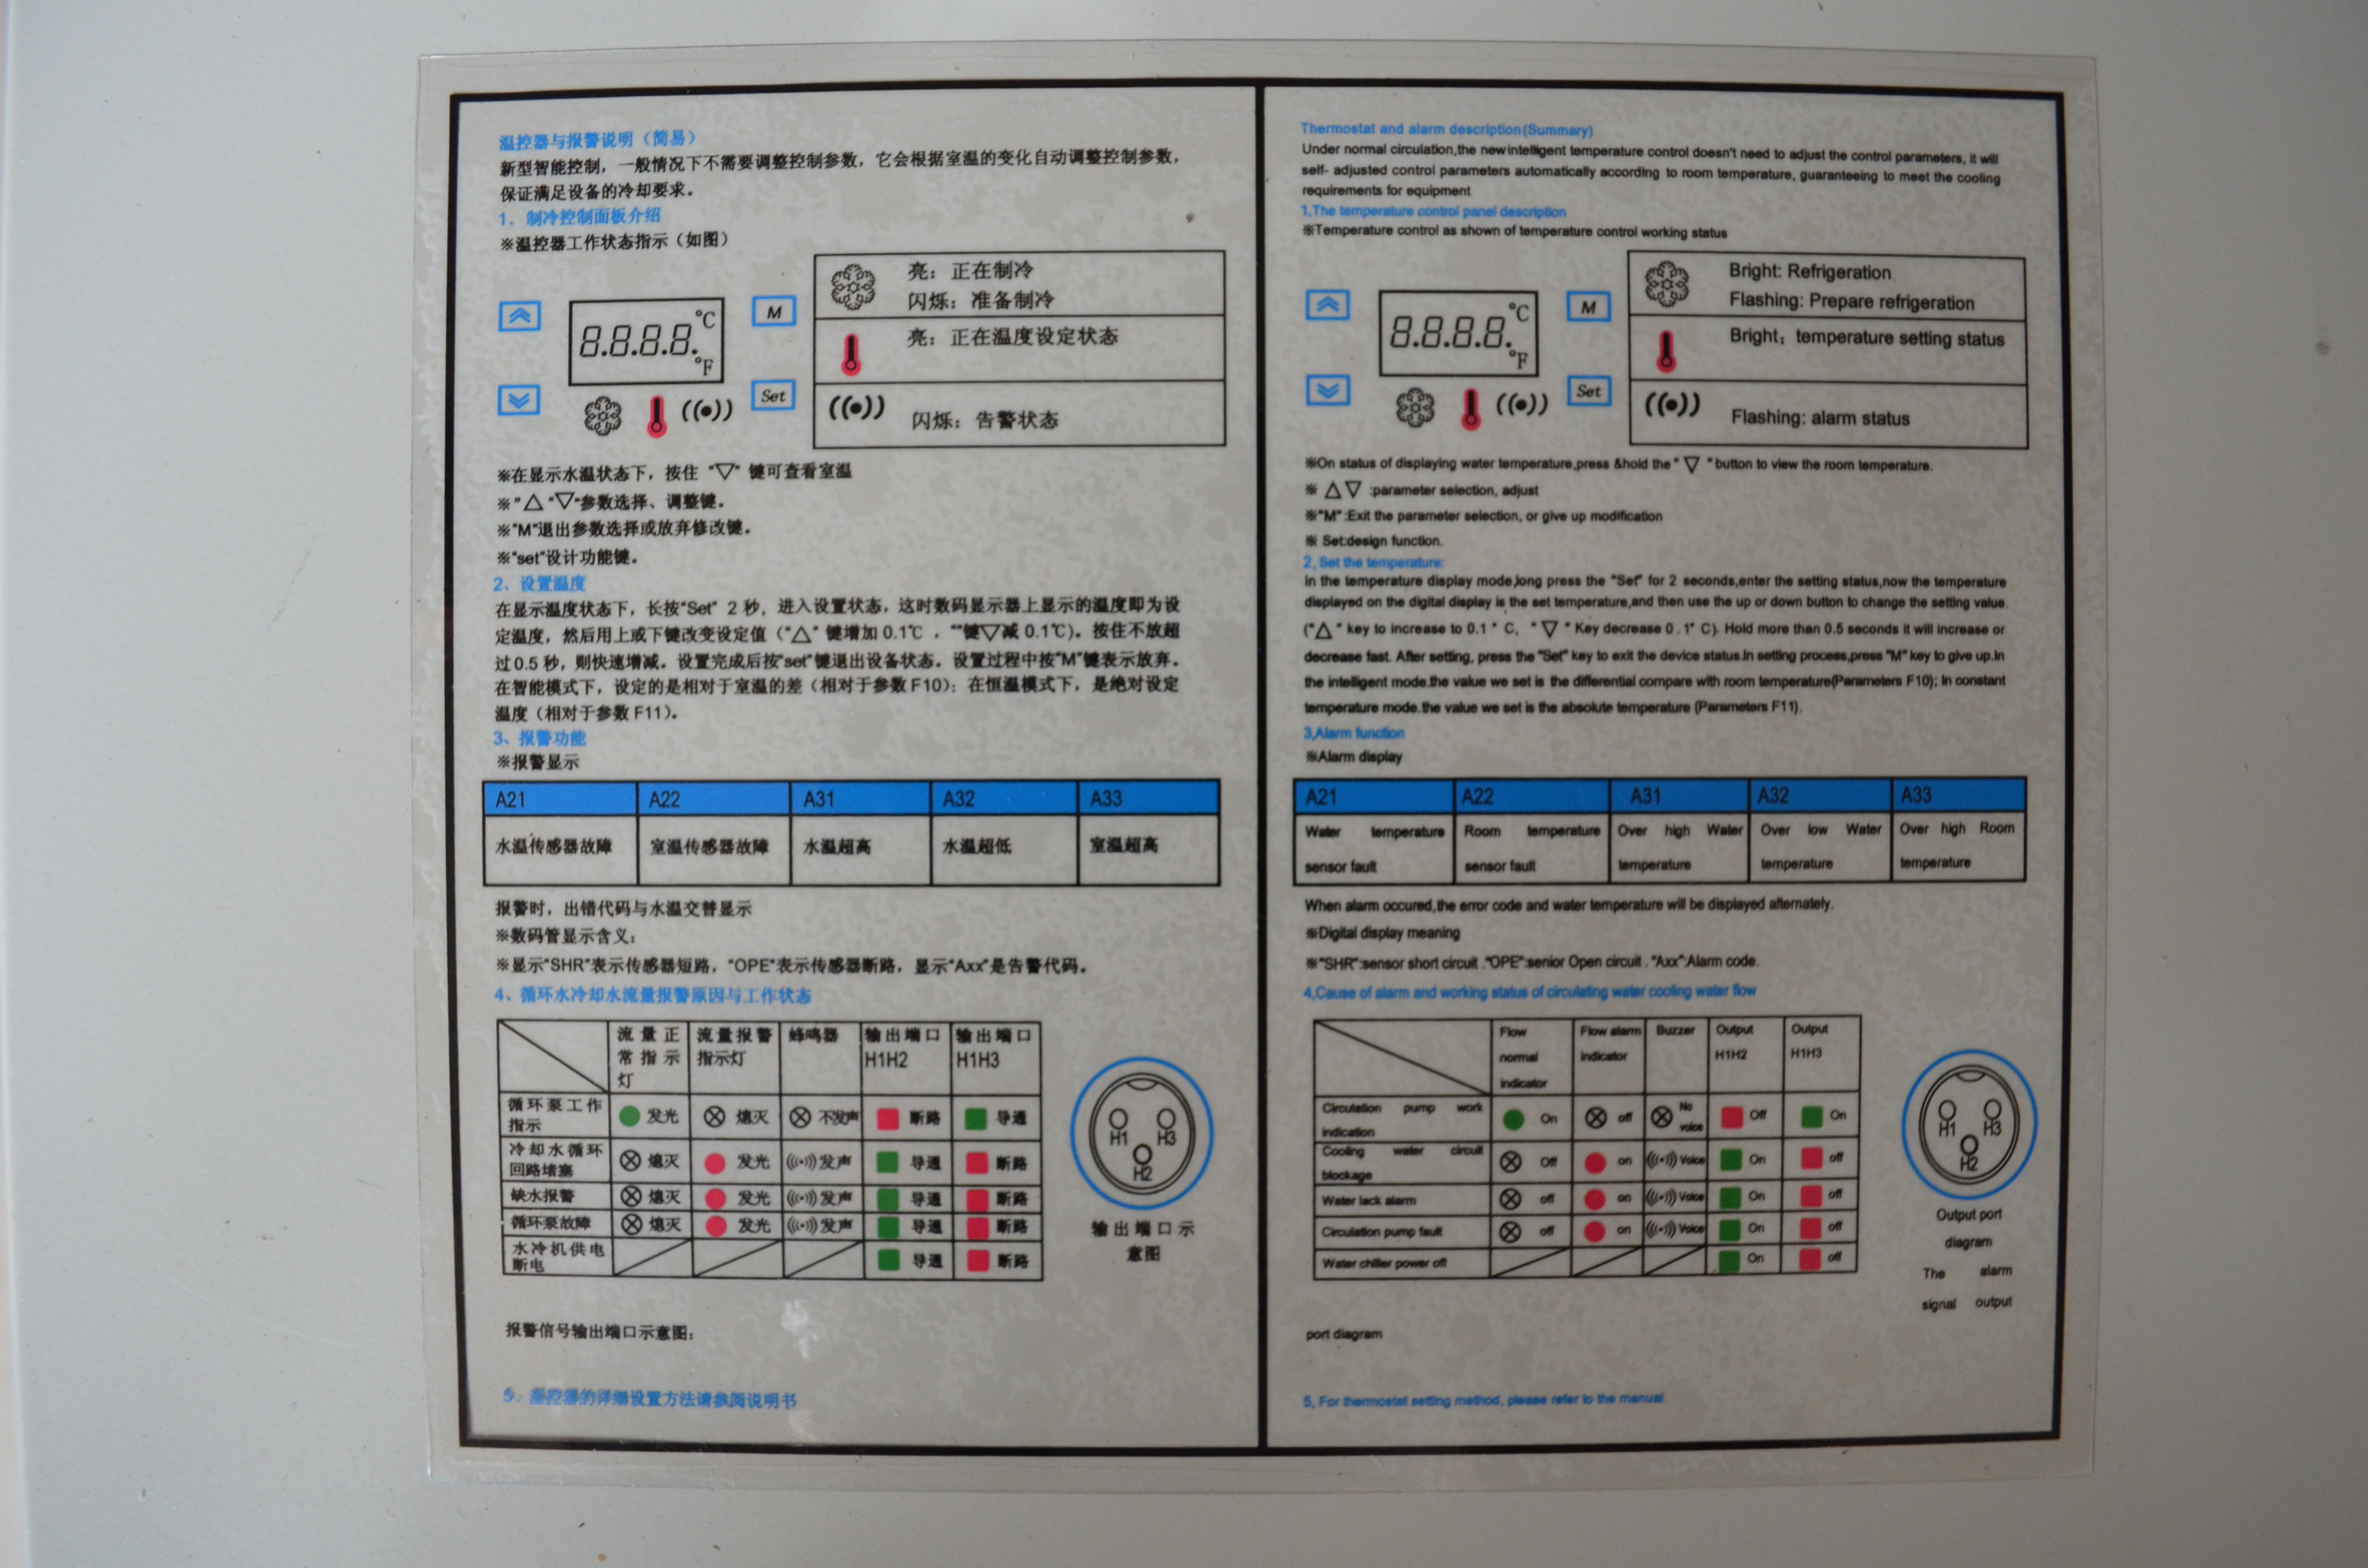 温控器与报警说明（简易）
新型智能控制，一般情况下不需要调整控制参数，它会根据室温的变化自动调整控制参数，
保证满足设备的冷却要求。
1、制冷控制面板介绍
※温控器工作状态指示（如图）
8.8.8.8. °C °F
M
Set
亮：正在制冷
闪烁：准备制冷
亮：正在温度设定状态
闪烁：告警状态
※在显示水温状态下，按住 "▽" 键可查看室温
※" △ "▽"参数选择、调整键。
※"M"退出参数选择或放弃修改键。
※"set"设计功能键。
2、设置温度
在显示温度状态下，长按"Set" 2 秒，进入设置状态，这时数码显示器上显示的温度即为设
定温度，然后用上或下键改变设定值（"△" 键增加 0.1℃ ，""键▽减 0.1℃）。按住不放超
过 0.5 秒，则快速增减。设置完成后按"set"键退出设备状态。设置过程中按"M"键表示放弃。
在智能模式下，设定的是相对于室温的差（相对于参数 F10）；在恒温模式下，是绝对设定
温度（相对于参数 F11）。
3、报警功能
※报警显示
A21 A22 A31 A32 A33
水温传感器故障 室温传感器故障 水温超高 水温超低 室温超高
报警时，出错代码与水温交替显示
※数码管显示含义：
※显示"SHR"表示传感器短路，"OPE"表示传感器断路，显示"Axx"是告警代码。
4、循环水冷却水流量报警原因与工作状态
流量正 流量报警 蜂鸣器 输出端口 输出端口
常指示 指示灯 H1H2 H1H3
灯
循环泵工作
指示 发光 熄灭 不发声 断路 导通
冷却水循环
回路堵塞 熄灭 发光 发声 导通 断路
缺水报警 熄灭 发光 发声 导通 断路
循环泵故障 熄灭 发光 发声 导通 断路
水冷机供电
断电 导通 断路
H1 H3
H2
输出端口示
意图
报警信号输出端口示意图：
5、温控器的详细设置方法请参阅说明书
Thermostat and alarm description(Summary)
Under normal circulation,the new intelligent temperature control doesn't need to adjust the control parameters, it will
self- adjusted control parameters automatically according to room temperature, guaranteeing to meet the cooling
requirements for equipment
1,The temperature control panel description
※Temperature control as shown of temperature control working status
8.8.8.8. °C °F
M
Set
Bright: Refrigeration
Flashing: Prepare refrigeration
Bright：temperature setting status
Flashing: alarm status
※On status of displaying water temperature,press &hold the " ▽ " button to view the room temperature.
※ △▽ :parameter selection, adjust
※"M":Exit the parameter selection, or give up modification
※ Set:design function.
2, Set the temperature:
In the temperature display mode,long press the "Set" for 2 seconds,enter the setting status,now the temperature
displayed on the digital display is the set temperature,and then use the up or down button to change the setting value.
("△ " key to increase to 0.1 ° C, " ▽ " Key decrease 0 . 1° C). Hold more than 0.5 seconds it will increase or
decrease fast. After setting, press the "Set" key to exit the device status.In setting process,press "M" key to give up.In
the intelligent mode.the value we set is the differential compare with room temperature(Parameters F10); In constant
temperature mode.the value we set is the absolute temperature (Parameters F11).
3,Alarm function
※Alarm display
A21 A22 A31 A32 A33
Water temperature Room temperature Over high Water Over low Water Over high Room
sensor fault sensor fault temperature temperature temperature
When alarm occured,the error code and water temperature will be displayed alternately.
※Digital display meaning
※"SHR":sensor short circuit ."OPE":senior Open circuit . "Axx":Alarm code.
4,Cause of alarm and working status of circulating water cooling water flow
Flow Flow alarm Buzzer Output Output
normal indicator H1H2 H1H3
indicator
Circulation pump work
indication On off No voice Off On
Cooling water circuit
blockage Off on Voice On off
Water lack alarm off on Voice On off
Circulation pump fault off on Voice On off
Water chiller power off On off
H1 H3
H2
Output port
diagram
The alarm
signal output
port diagram
5, For thermostat setting method, please refer to the manual.